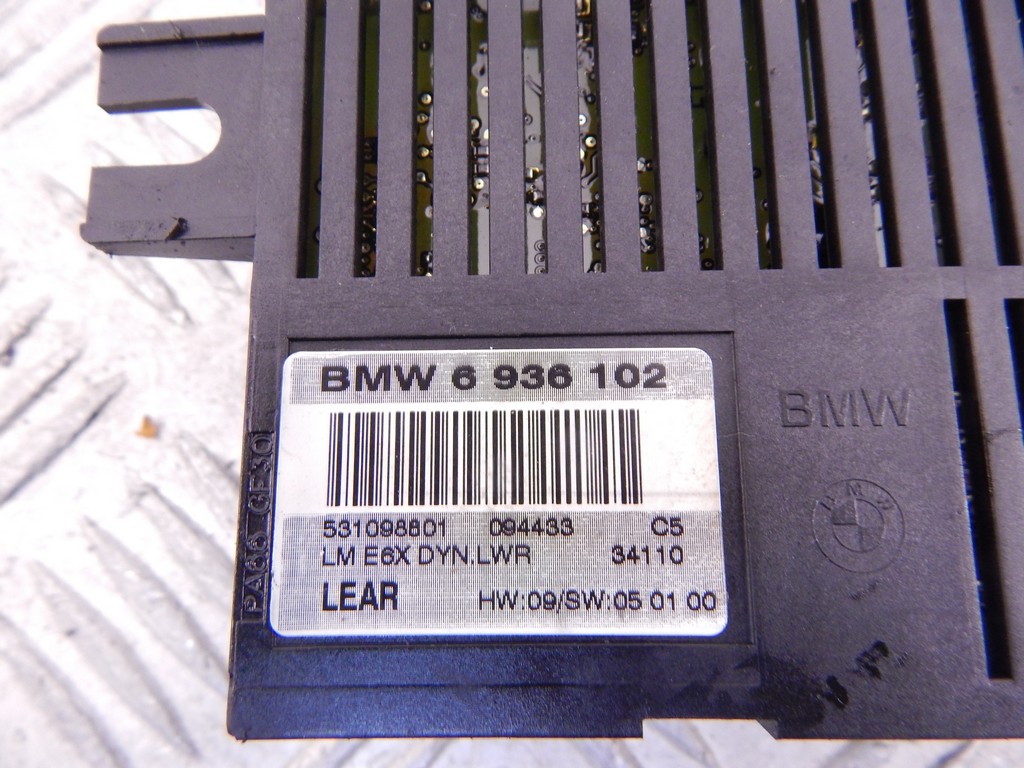 BMW 6 936 102
531098801 094433 C5
LM E6X DYN.LWR 34110
LEAR HW:09/SW:05 01 00
BMW
BMW
PA66 GF30